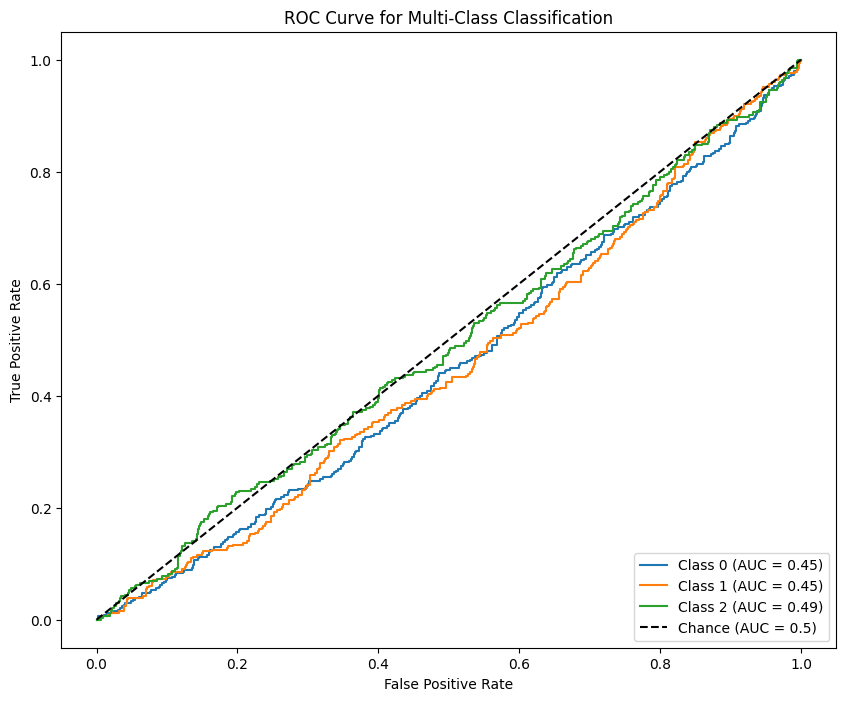 ROC Curve for Multi-Class Classification
True Positive Rate
1.0
0.8
0.6
0.4
0.2
0.0
0.0 0.2 0.4 0.6 0.8 1.0
False Positive Rate
Class 0 (AUC = 0.45)
Class 1 (AUC = 0.45)
Class 2 (AUC = 0.49)
Chance (AUC = 0.5)